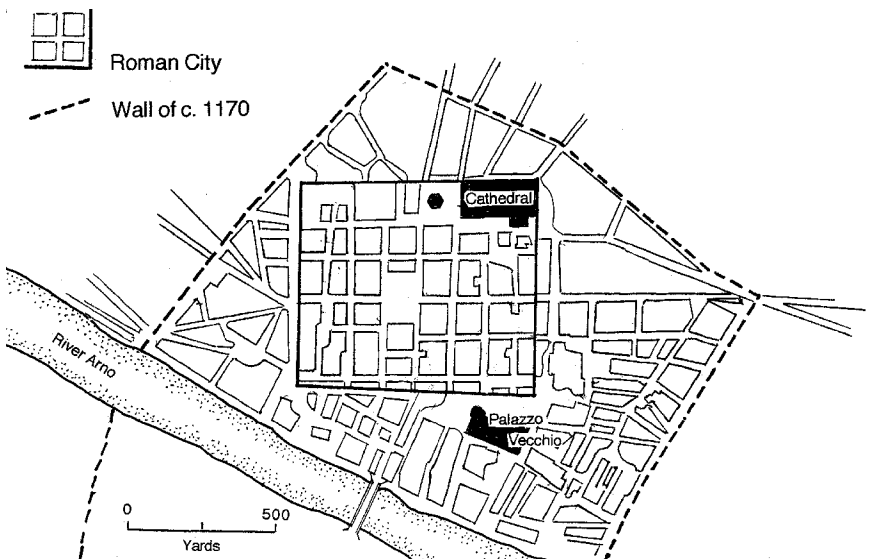 Roman City
Wall of c. 1170
Cathedral
River Arno
Palazzo
Vecchio
0 500
Yards